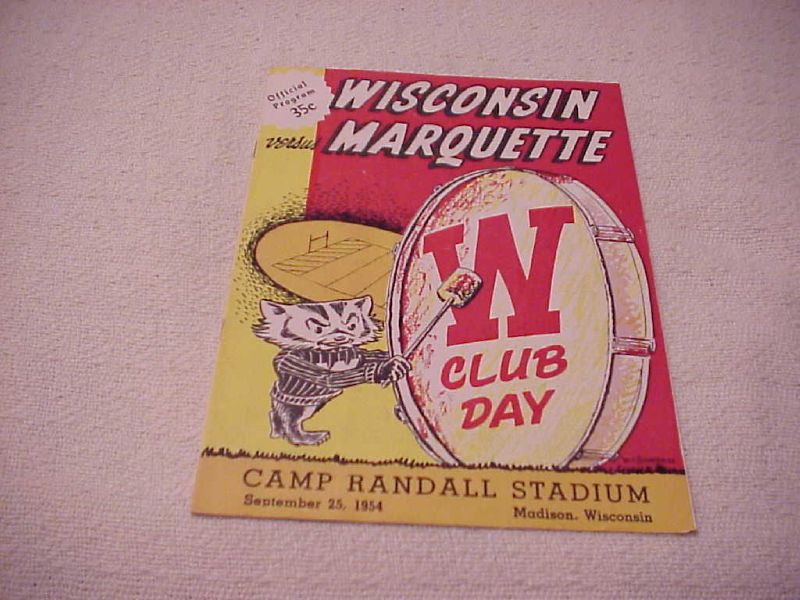 Official
Program
35c
WISCONSIN
versus MARQUETTE
W
CLUB
DAY
CAMP RANDALL STADIUM
September 25, 1954
Madison, Wisconsin